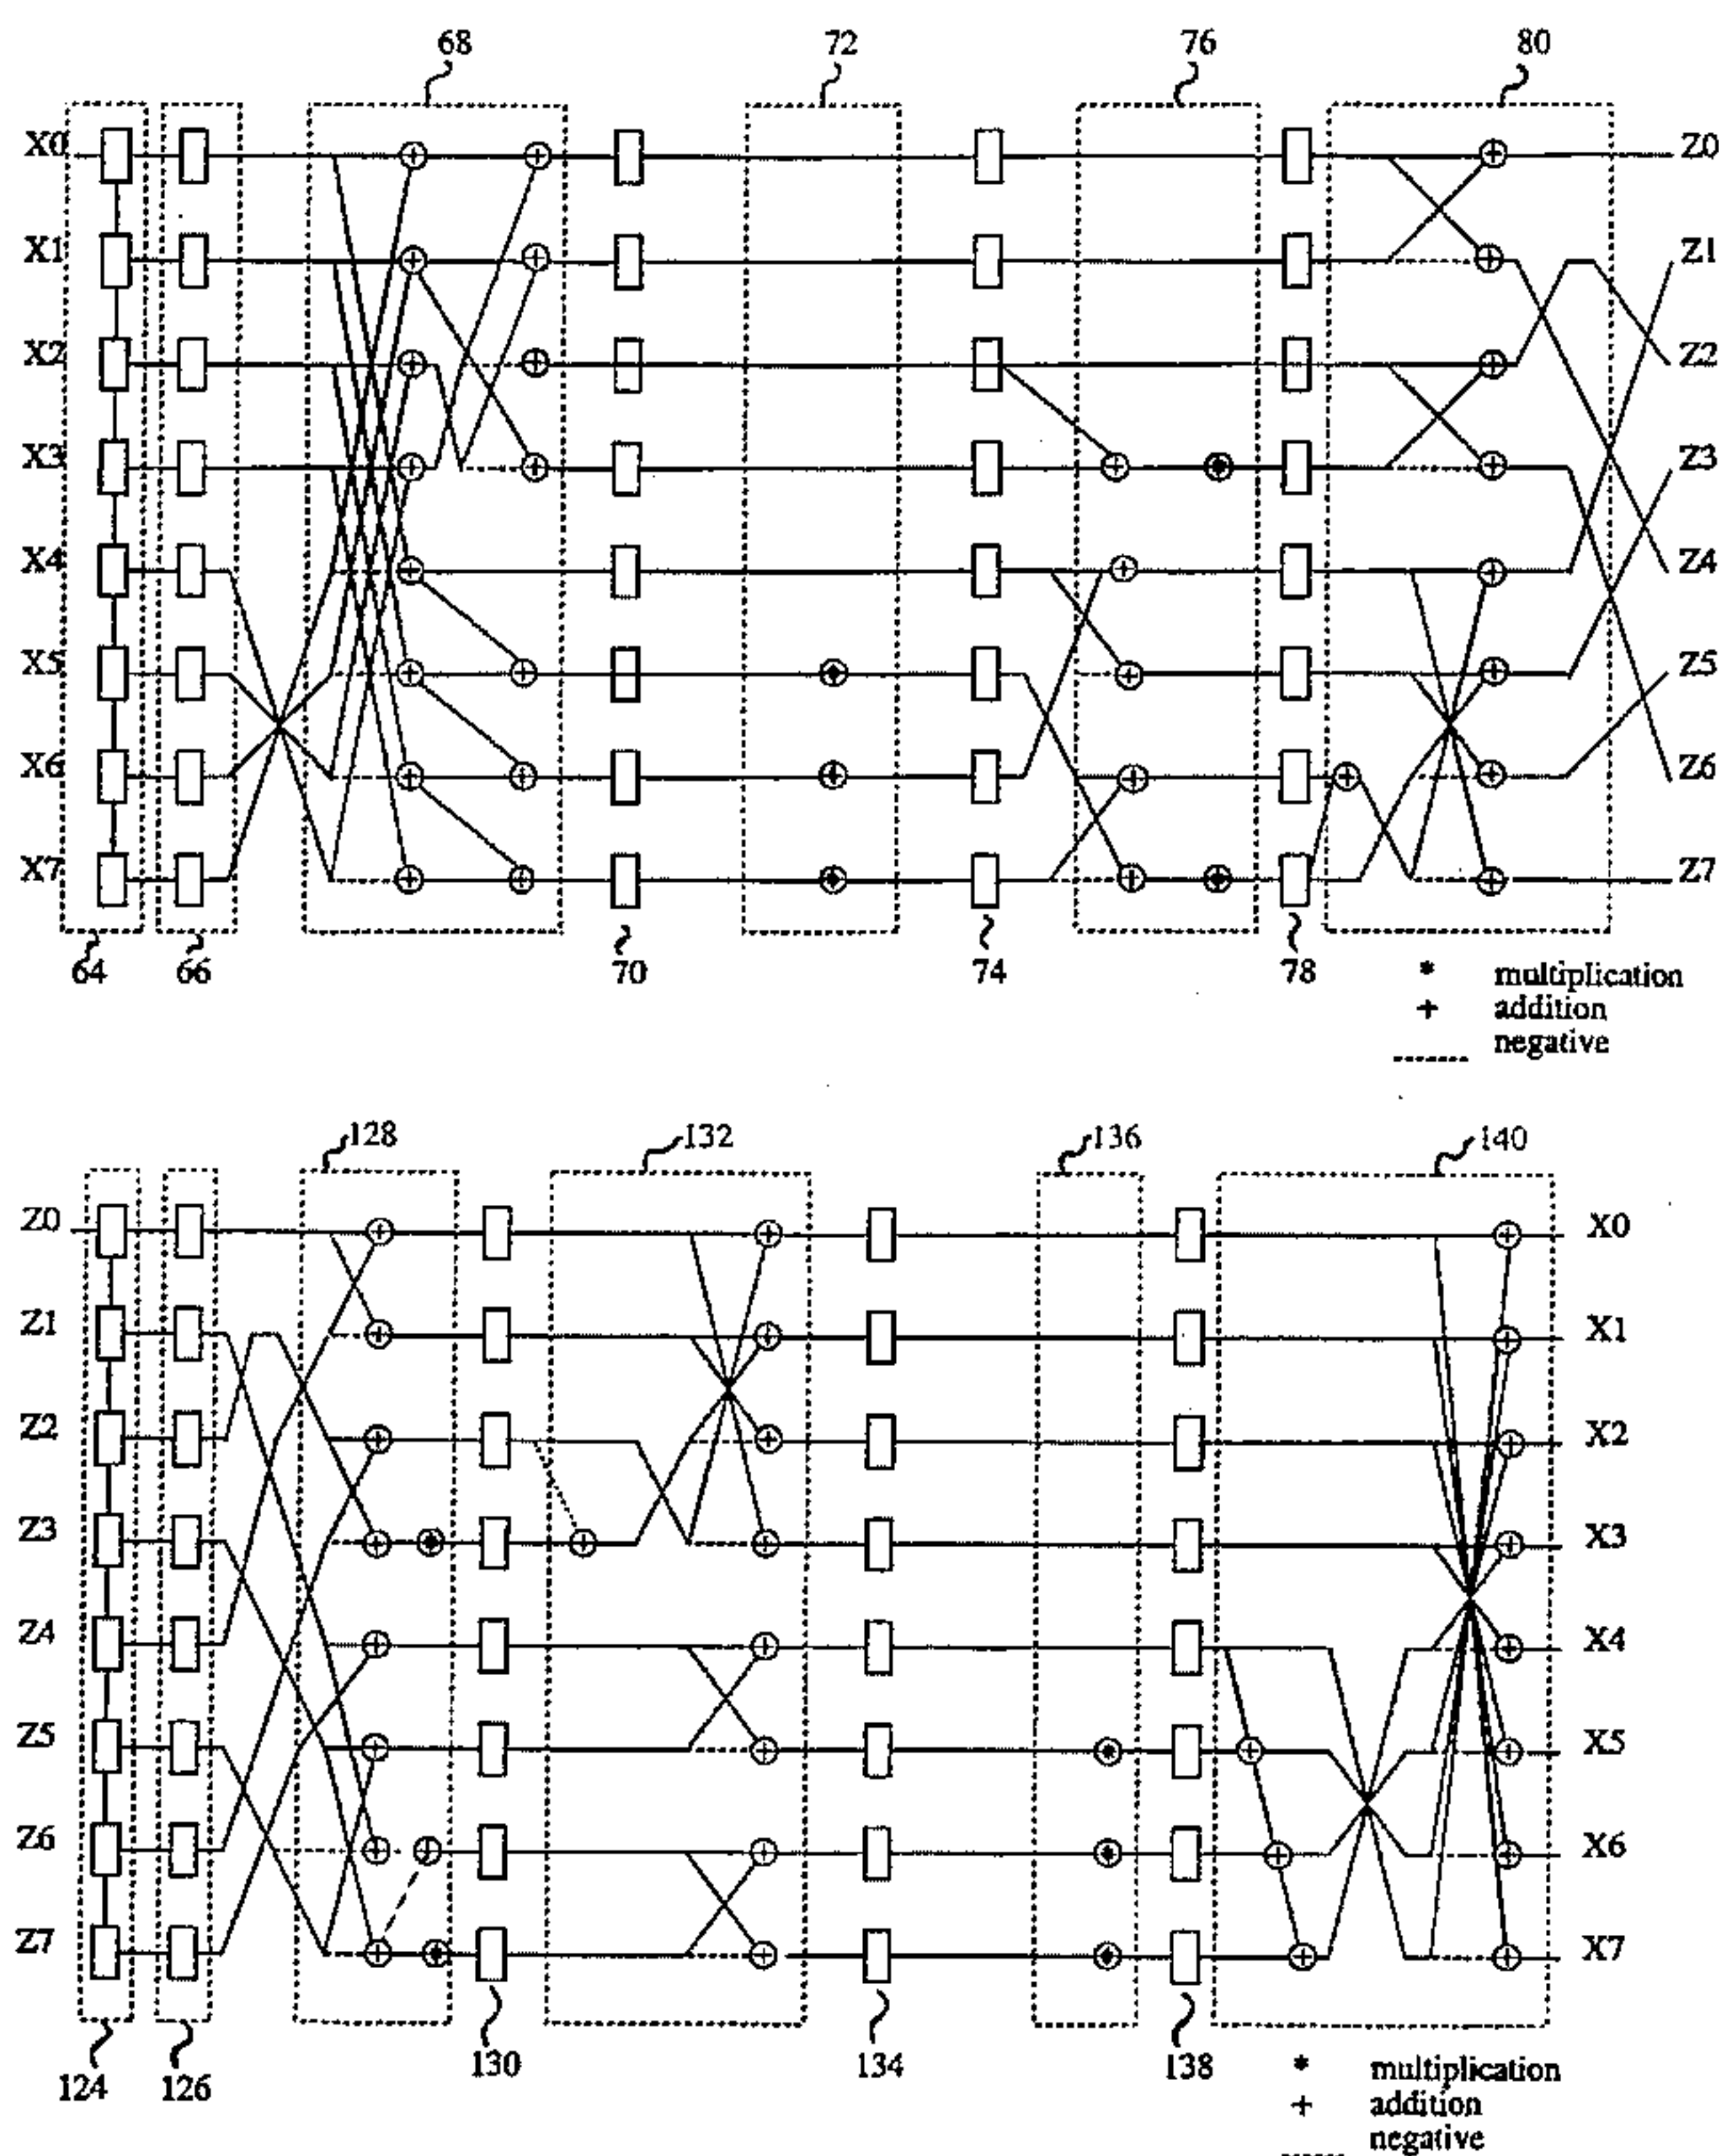 68 72 76 80
X0 Z0
X1 Z1
X2 Z2
X3 Z3
X4 Z4
X5 Z5
X6 Z6
X7 Z7
64 66 70 74 78
* multiplication
+ addition
negative
128 132 136 140
Z0 X0
Z1 X1
Z2 X2
Z3 X3
Z4 X4
Z5 X5
Z6 X6
Z7 X7
124 126 130 134 138
* multiplication
+ addition
negative